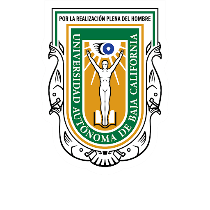 POR LA REALIZACIÓN PLENA DEL HOMBRE
UNIVERSIDAD AUTÓNOMA DE BAJA CALIFORNIA